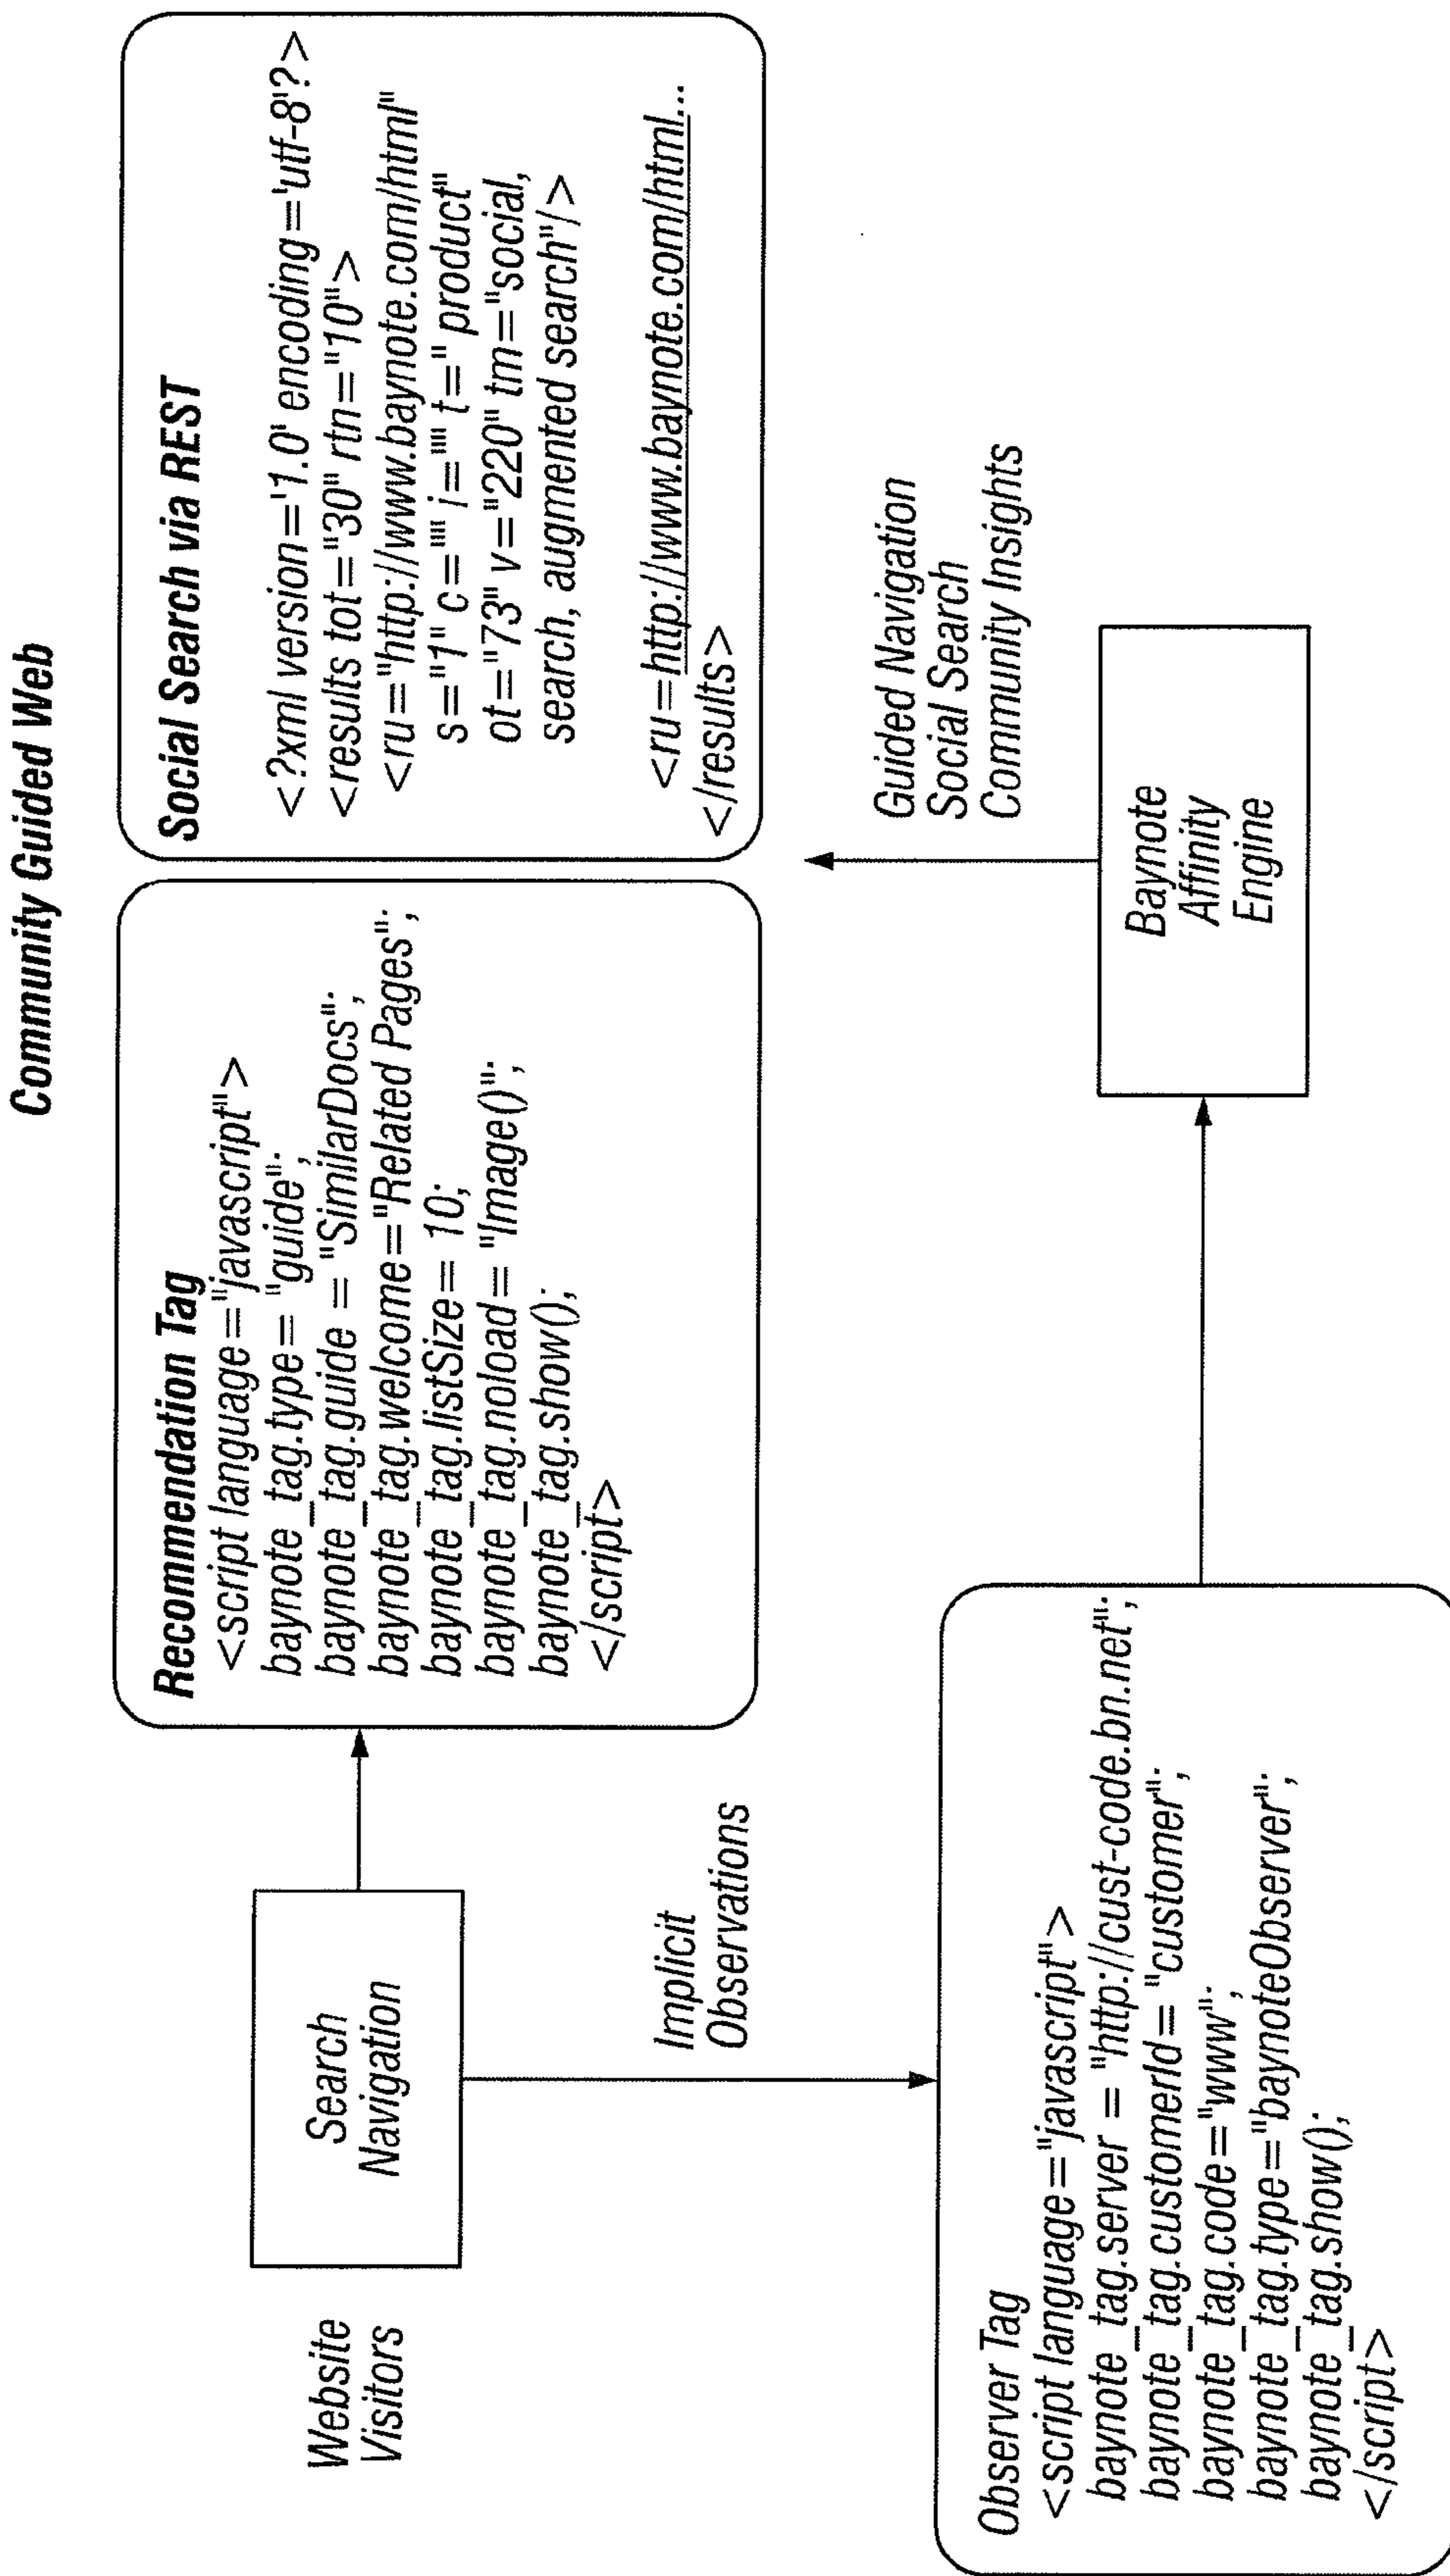 Community Guided Web
Website
Visitors
Search
Navigation
Recommendation Tag
<script language="javascript">
baynote_tag.type="guide";
baynote_tag.guide = "SimilarDocs";
baynote_tag.welcome="Related Pages";
baynote_tag.listSize= 10;
baynote_tag.noload= "Image()";
baynote_tag.show();
</script>
Social Search via REST
<?xml version='1.0' encoding='utf-8'?>
<results tot="30" rtn="10">
<ru="http://www.baynote.com/html"
s="1" c="" i="" t=" product"
ot="73" v="220" tm="social,
search, augmented search"/>
<ru=http://www.baynote.com/html...
</results>
Implicit
Observations
Guided Navigation
Social Search
Community Insights
Observer Tag
<script language="javascript">
baynote_tag.server = "http://cust-code.bn.net";
baynote_tag.customerId= "customer";
baynote_tag.code="www";
baynote_tag.type="baynoteObserver";
baynote_tag.show();
</script>
Baynote
Affinity
Engine